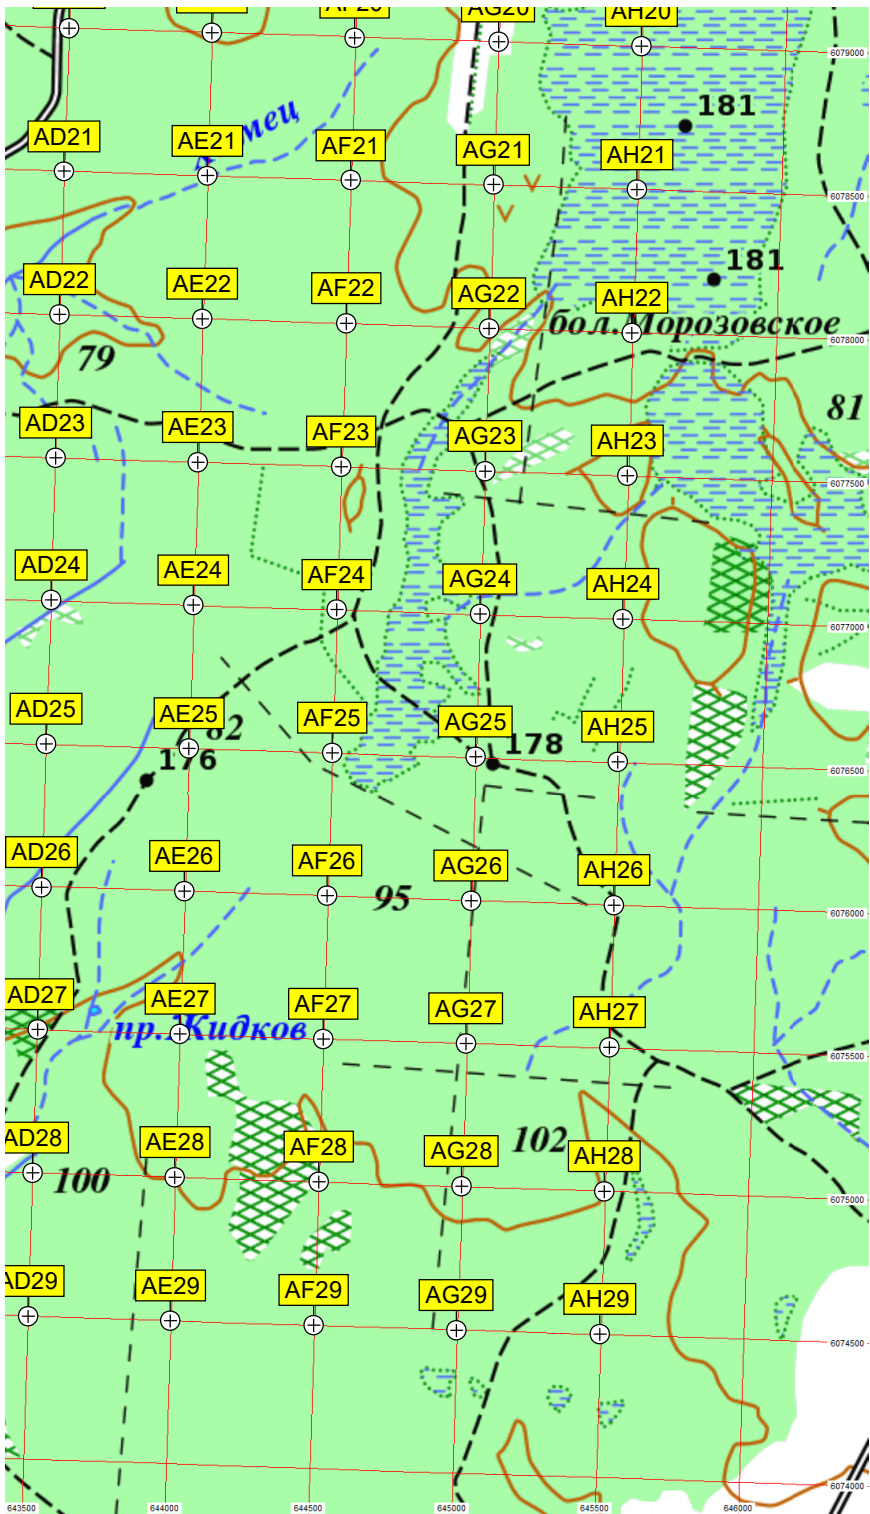 AG20
AH20
6079000
181
AD21
AE21
AF21
AG21
AH21
6078500
181
AD22
AE22
AF22
AG22
AH22
бол.Морозовское
6078000
79
81
AD23
AE23
AF23
AG23
AH23
6077500
AD24
AE24
AF24
AG24
AH24
6077000
AD25
AE25
AF25
AG25
AH25
82
176
178
6076500
AD26
AE26
AF26
AG26
AH26
95
6076000
AD27
AE27
AF27
AG27
AH27
пр.Жидков
6075500
AD28
AE28
AF28
AG28
AH28
100
102
6075000
AD29
AE29
AF29
AG29
AH29
6074500
6074000
643500
644000
644500
645000
645500
646000